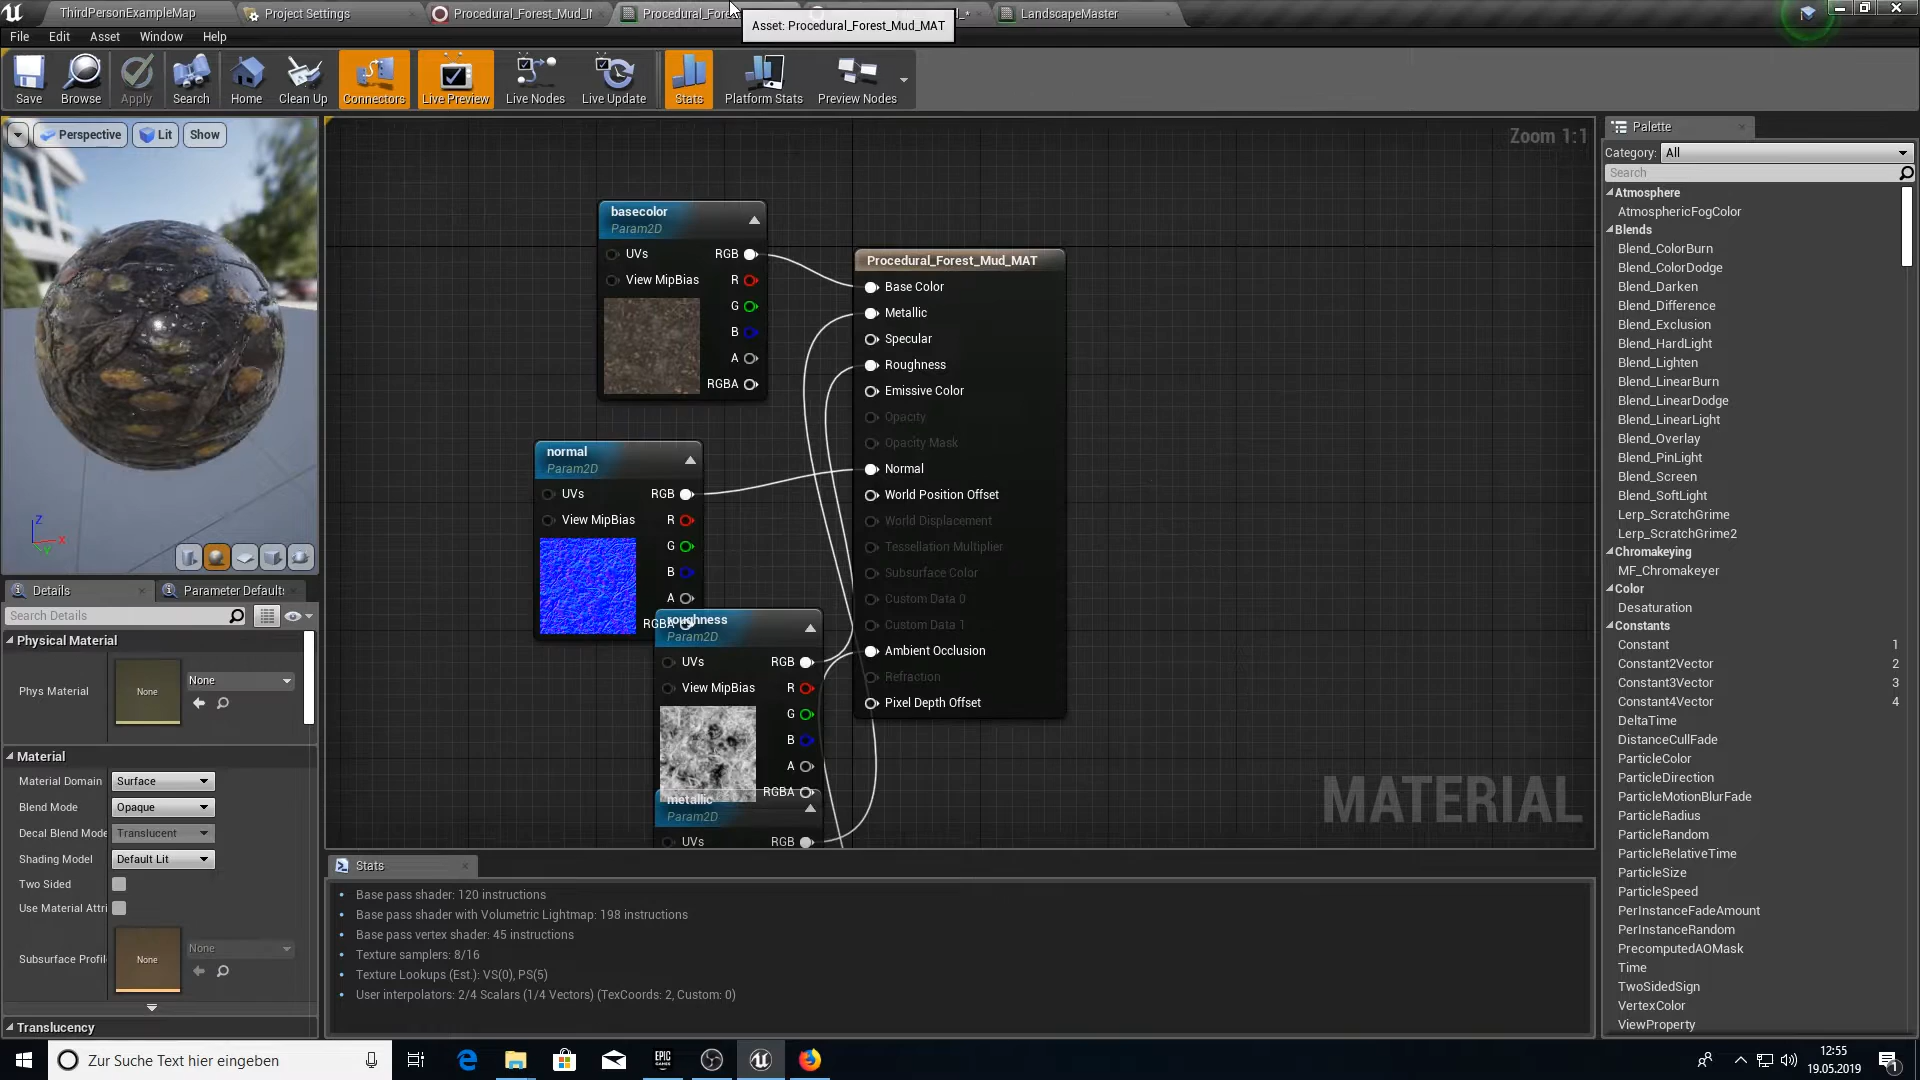 ThirdPersonExampleMap
Project Settings
Procedural_Forest_Mud_
Procedural_Fores
LandscapeMaster
Asset: Procedural_Forest_Mud_MAT
File Edit Asset Window Help
Save Browse Apply Search Home Clean Up Connectors Live Preview Live Nodes Live Update Stats Platform Stats Preview Nodes
Perspective Lit Show
Zoom 1:1
basecolor
Param2D
UVs RGB
View MipBias R
G
B
A
RGBA
Procedural_Forest_Mud_MAT
Base Color
Metallic
Specular
Roughness
Emissive Color
Opacity
Opacity Mask
Normal
World Position Offset
World Displacement
Tessellation Multiplier
Subsurface Color
Custom Data 0
Custom Data 1
Ambient Occlusion
Refraction
Pixel Depth Offset
normal
Param2D
UVs RGB
View MipBias R
G
B
A
RGBA
roughness
Param2D
UVs RGB
View MipBias R
G
B
A
RGBA
metallic
Param2D
UVs RGB
MATERIAL
Z
X
Y
Details
Parameter Defaults
Search Details
Physical Material
Phys Material None None
Material
Material Domain Surface
Blend Mode Opaque
Decal Blend Mode Translucent
Shading Model Default Lit
Two Sided
Use Material Attri
Subsurface Profil None None
Translucency
Stats
Base pass shader: 120 instructions
Base pass shader with Volumetric Lightmap: 198 instructions
Base pass vertex shader: 45 instructions
Texture samplers: 8/16
Texture Lookups (Est.): VS(0), PS(5)
User interpolators: 2/4 Scalars (1/4 Vectors) (TexCoords: 2, Custom: 0)
Palette
Category: All
Search
Atmosphere
AtmosphericFogColor
Blends
Blend_ColorBurn
Blend_ColorDodge
Blend_Darken
Blend_Difference
Blend_Exclusion
Blend_HardLight
Blend_Lighten
Blend_LinearBurn
Blend_LinearDodge
Blend_LinearLight
Blend_Overlay
Blend_PinLight
Blend_Screen
Blend_SoftLight
Lerp_ScratchGrime
Lerp_ScratchGrime2
Chromakeying
MF_Chromakeyer
Color
Desaturation
Constants
Constant 1
Constant2Vector 2
Constant3Vector 3
Constant4Vector 4
DeltaTime
DistanceCullFade
ParticleColor
ParticleDirection
ParticleMotionBlurFade
ParticleRadius
ParticleRandom
ParticleRelativeTime
ParticleSize
ParticleSpeed
PerInstanceFadeAmount
PerInstanceRandom
PrecomputedAOMask
Time
TwoSidedSign
VertexColor
ViewProperty
Zur Suche Text hier eingeben
EPIC
GAMES
12:55
19.05.2019
1